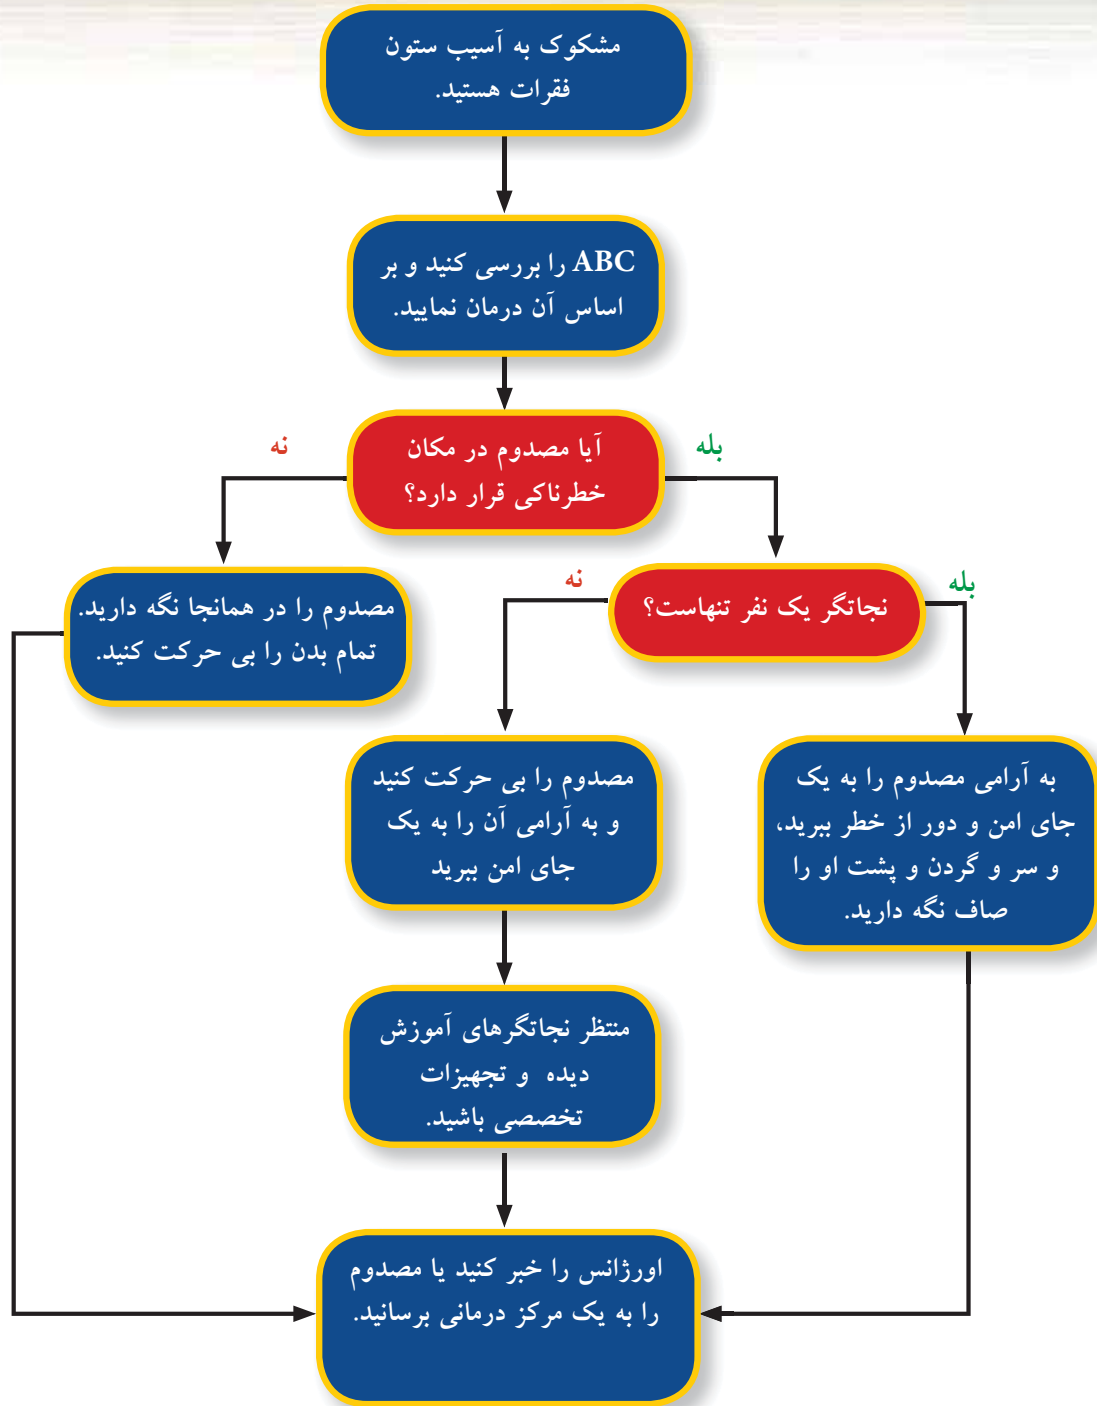 مشکوک به آسیب ستون
فقرات هستید.
ABC را بررسی کنید و بر
اساس آن درمان نمایید.
آیا مصدوم در مکان
خطرناکی قرار دارد؟
بله
نه
نجاتگر یک نفر تنهاست؟
بله
نه
مصدوم را در همانجا نگه دارید.
تمام بدن را بی حرکت کنید.
به آرامی مصدوم را به یک
جای امن و دور از خطر ببرید،
و سر و گردن و پشت او را
صاف نگه دارید.
مصدوم را بی حرکت کنید
و به آرامی آن را به یک
جای امن ببرید
منتظر نجاتگرهای آموزش
دیده و تجهیزات
تخصصی باشید.
اورژانس را خبر کنید یا مصدوم
را به یک مرکز درمانی برسانید.